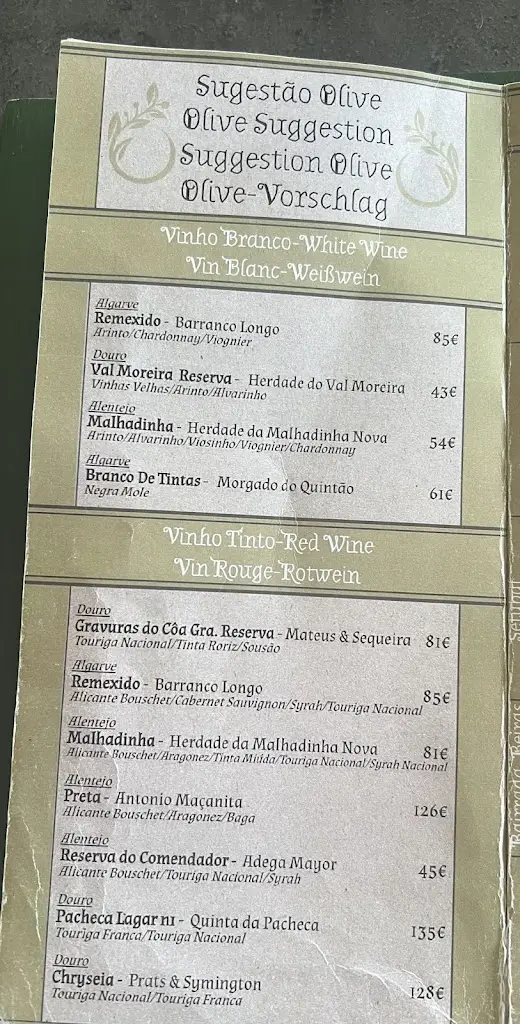 Sugestão Olive
Olive Suggestion
Suggestion Olive
Olive-Vorschlag
Vinho Branco-White Wine
Vin Blanc-Weißwein
Algarve
Remexido - Barranco Longo 85€
Arinto/Chardonnay/Viognier
Douro
Val Moreira Reserva - Herdade do Val Moreira 43€
Vinhas Velhas/Arinto/Alvarinho
Alentejo
Malhadinha - Herdade da Malhadinha Nova 54€
Arinto/Alvarinho/Viosinho/Viognier/Chardonnay
Algarve
Branco De Tintas - Morgado do Quintão 61€
Negra Mole
Vinho Tinto-Red Wine
Vin Rouge-Rotwein
Douro
Gravuras do Côa Gra. Reserva - Mateus & Sequeira 81€
Touriga Nacional/Tinta Roriz/Sousão
Algarve
Remexido - Barranco Longo 85€
Alicante Bouschet/Cabernet Sauvignon/Syrah/Touriga Nacional
Alentejo
Malhadinha - Herdade da Malhadinha Nova 81€
Alicante Bouschet/Aragonez/Tinta Miúda/Touriga Nacional/Syrah Nacional
Alentejo
Preta - Antonio Maçanita 126€
Alicante Bouschet/Aragonez/Baga
Alentejo
Reserva do Comendador - Adega Mayor 45€
Alicante Bouschet/Touriga Nacional/Syrah
Douro
Pacheca Lagar n1 - Quinta da Pacheca 135€
Touriga Franca/Touriga Nacional
Douro
Chryseia - Prats & Symington 128€
Touriga Nacional/Touriga Franca